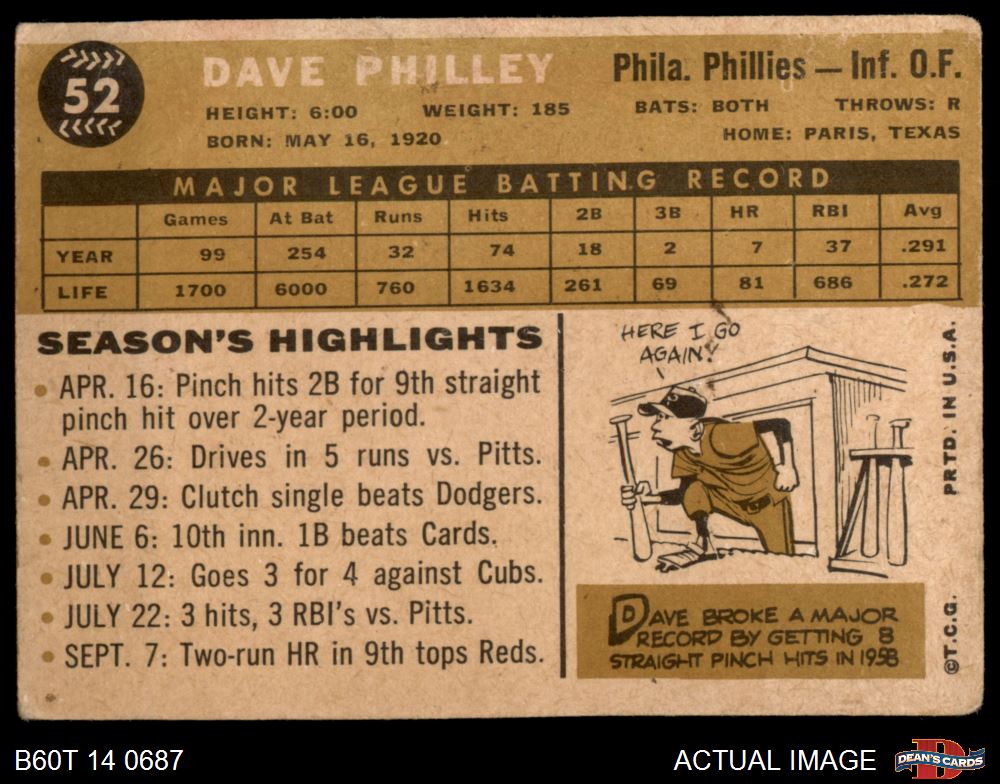 52
DAVE PHILLEY
Phila. Phillies — Inf. O.F.
HEIGHT: 6:00 WEIGHT: 185 BATS: BOTH THROWS: R
BORN: MAY 16, 1920 HOME: PARIS, TEXAS
MAJOR LEAGUE BATTING RECORD
Games At Bat Runs Hits 2B 3B HR RBI Avg
YEAR 99 254 32 74 18 2 7 37 .291
LIFE 1700 6000 760 1634 261 69 81 686 .272
SEASON'S HIGHLIGHTS
• APR. 16: Pinch hits 2B for 9th straight
pinch hit over 2-year period.
• APR. 26: Drives in 5 runs vs. Pitts.
• APR. 29: Clutch single beats Dodgers.
• JUNE 6: 10th inn. 1B beats Cards.
• JULY 12: Goes 3 for 4 against Cubs.
• JULY 22: 3 hits, 3 RBI's vs. Pitts.
• SEPT. 7: Two-run HR in 9th tops Reds.
HERE I GO
AGAIN!
P
DAVE BROKE A MAJOR
RECORD BY GETTING 8
STRAIGHT PINCH HITS IN 1958
©T.C.G. PRTD. IN U.S.A.
B60T 14 0687
ACTUAL IMAGE
D
DEAN'S CARDS